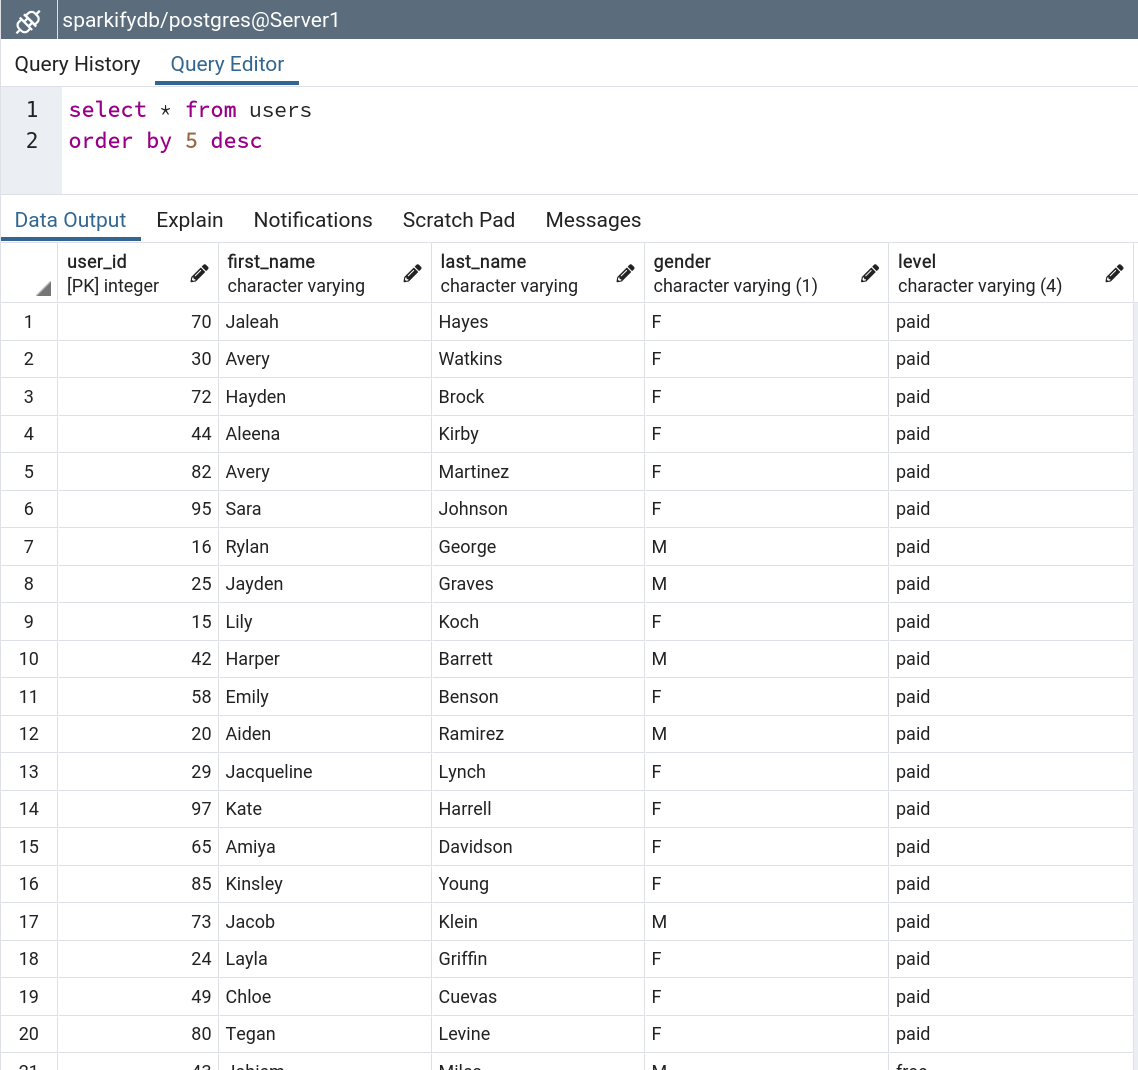 sparkifydb/postgres@Server1
Query History Query Editor
1 select * from users
2 order by 5 desc
Data Output Explain Notifications Scratch Pad Messages
user_id first_name last_name gender level
[PK] integer character varying character varying character varying (1) character varying (4)
1 70 Jaleah Hayes F paid
2 30 Avery Watkins F paid
3 72 Hayden Brock F paid
4 44 Aleena Kirby F paid
5 82 Avery Martinez F paid
6 95 Sara Johnson F paid
7 16 Rylan George M paid
8 25 Jayden Graves M paid
9 15 Lily Koch F paid
10 42 Harper Barrett M paid
11 58 Emily Benson F paid
12 20 Aiden Ramirez M paid
13 29 Jacqueline Lynch F paid
14 97 Kate Harrell F paid
15 65 Amiya Davidson F paid
16 85 Kinsley Young F paid
17 73 Jacob Klein M paid
18 24 Layla Griffin F paid
19 49 Chloe Cuevas F paid
20 80 Tegan Levine F paid
21 Miles M free